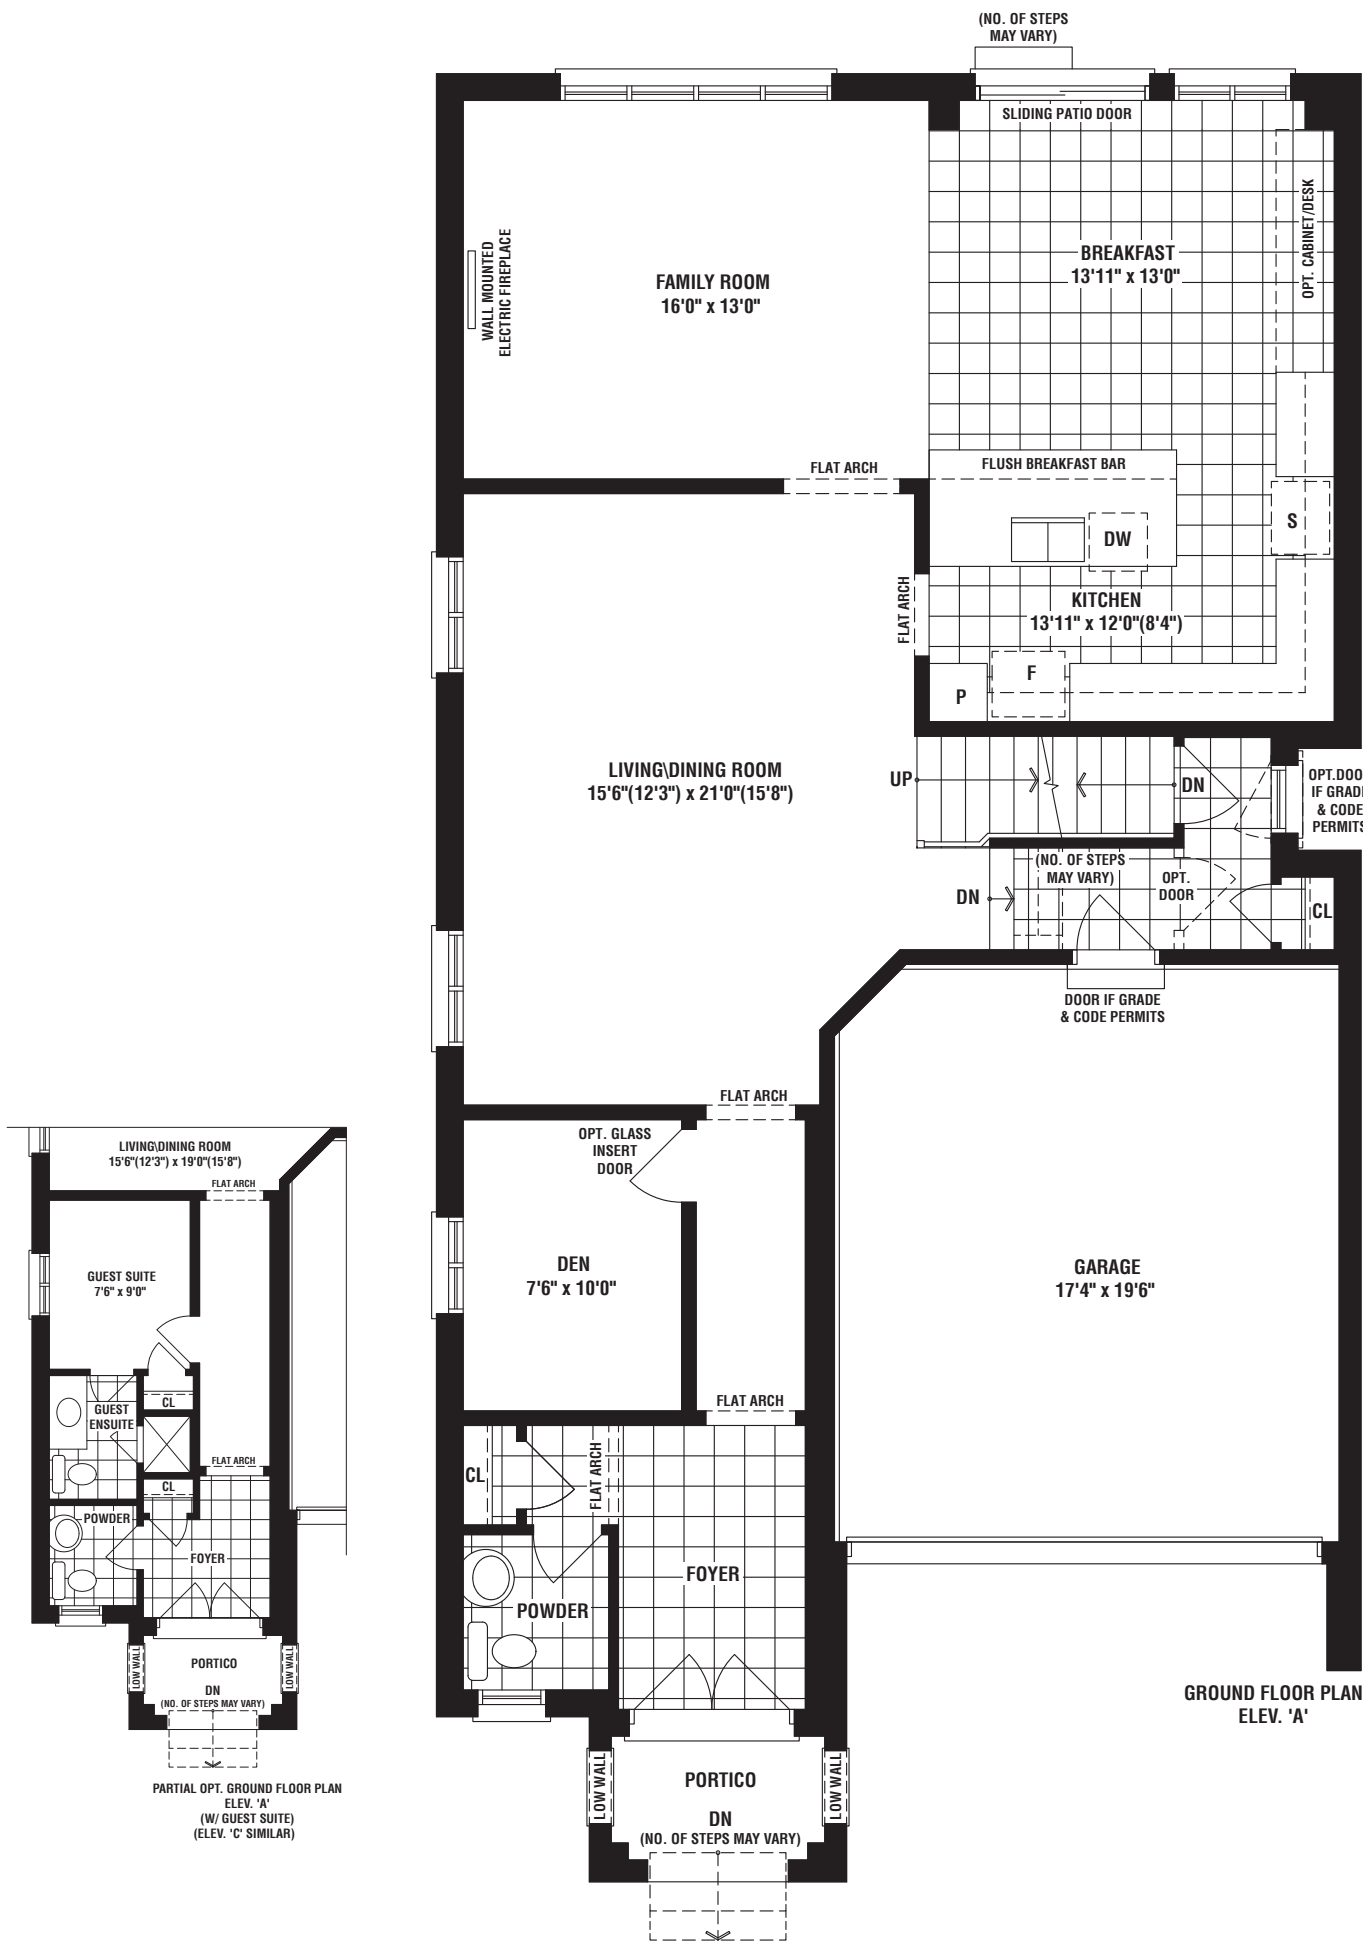 (NO. OF STEPS
MAY VARY)
SLIDING PATIO DOOR
WALL MOUNTED
ELECTRIC FIREPLACE
FAMILY ROOM
16'0" x 13'0"
BREAKFAST
13'11" x 13'0"
OPT. CABINET/DESK
FLAT ARCH
FLUSH BREAKFAST BAR
DW
S
FLAT ARCH
KITCHEN
13'11" x 12'0"(8'4")
F
P
LIVING\DINING ROOM
15'6"(12'3") x 21'0"(15'8")
UP
DN
OPT.DOO
IF GRADE
& CODE
PERMITS
(NO. OF STEPS
MAY VARY)
OPT.
DOOR
DN
CL
DOOR IF GRADE
& CODE PERMITS
FLAT ARCH
OPT. GLASS
INSERT
DOOR
DEN
7'6" x 10'0"
GARAGE
17'4" x 19'6"
FLAT ARCH
CL
FLAT ARCH
FOYER
POWDER
LOW WALL
PORTICO
LOW WALL
DN
(NO. OF STEPS MAY VARY)
GROUND FLOOR PLAN
ELEV. 'A'
LIVING\DINING ROOM
15'6"(12'3") x 19'0"(15'8")
FLAT ARCH
GUEST SUITE
7'6" x 9'0"
CL
GUEST
ENSUITE
FLAT ARCH
CL
POWDER
FOYER
LOW WALL
PORTICO
LOW WALL
DN
(NO. OF STEPS MAY VARY)
PARTIAL OPT. GROUND FLOOR PLAN
ELEV. 'A'
(W/ GUEST SUITE)
(ELEV. 'C' SIMILAR)